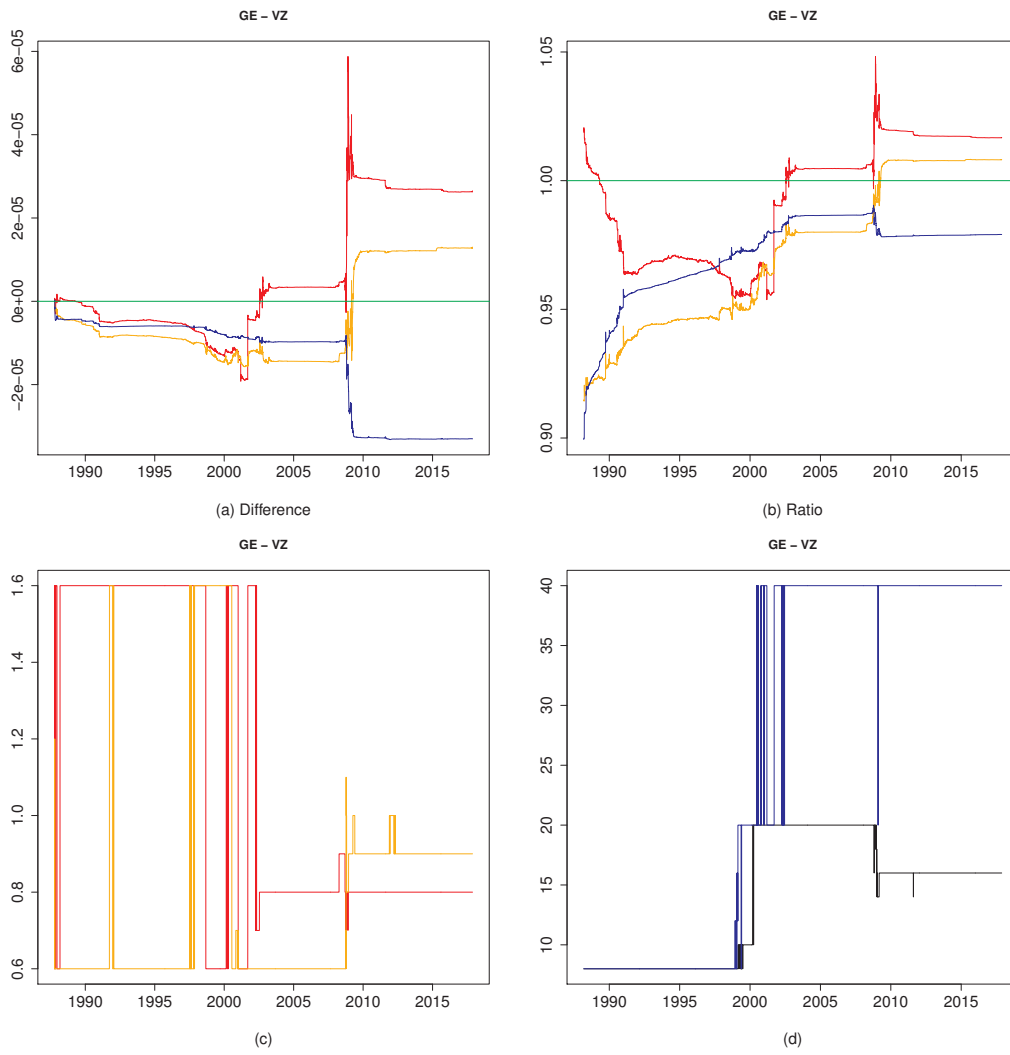 GE − VZ
6e−05
4e−05
2e−05
0e+00
−2e−05
1990 1995 2000 2005 2010 2015
(a) Difference
GE − VZ
1.05
1.00
0.95
0.90
1990 1995 2000 2005 2010 2015
(b) Ratio
GE − VZ
1.6
1.4
1.2
1.0
0.8
0.6
1990 1995 2000 2005 2010 2015
(c)
GE − VZ
40
35
30
25
20
15
10
1990 1995 2000 2005 2010 2015
(d)